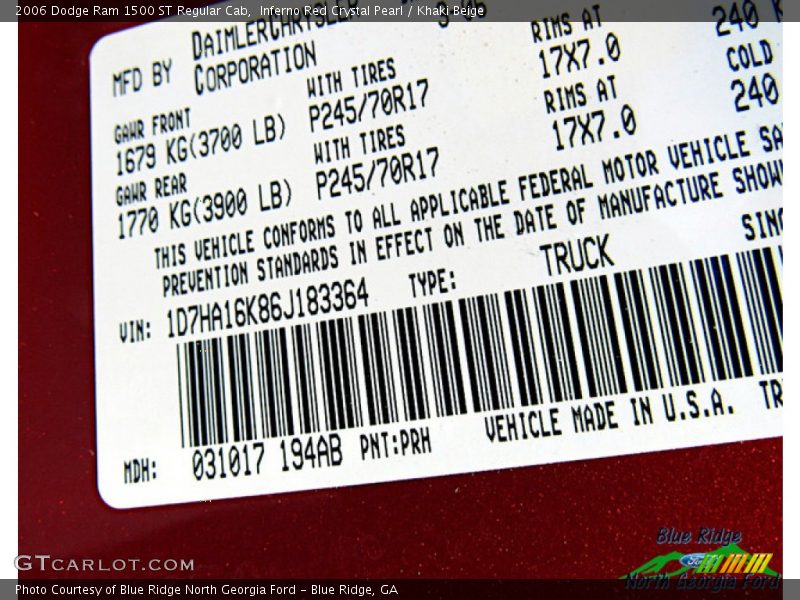 2006 Dodge Ram 1500 ST Regular Cab, Inferno Red Crystal Pearl / Khaki Beige
MFD BY DAIMLERCHRYSLER
CORPORATION
GAWR FRONT WITH TIRES RIMS AT 240
1679 KG(3700 LB) P245/70R17 17X7.0 COLD
GAWR REAR WITH TIRES RIMS AT 240
1770 KG(3900 LB) P245/70R17 17X7.0
THIS VEHICLE CONFORMS TO ALL APPLICABLE FEDERAL MOTOR VEHICLE SA
PREVENTION STANDARDS IN EFFECT ON THE DATE OF MANUFACTURE SHOW
VIN: 1D7HA16K86J183364 TYPE: TRUCK SING
MDH: 031017 194AB PNT:PRH VEHICLE MADE IN U.S.A. TR
GTCARLOT.COM
Blue Ridge
North Georgia Ford
Photo Courtesy of Blue Ridge North Georgia Ford – Blue Ridge, GA